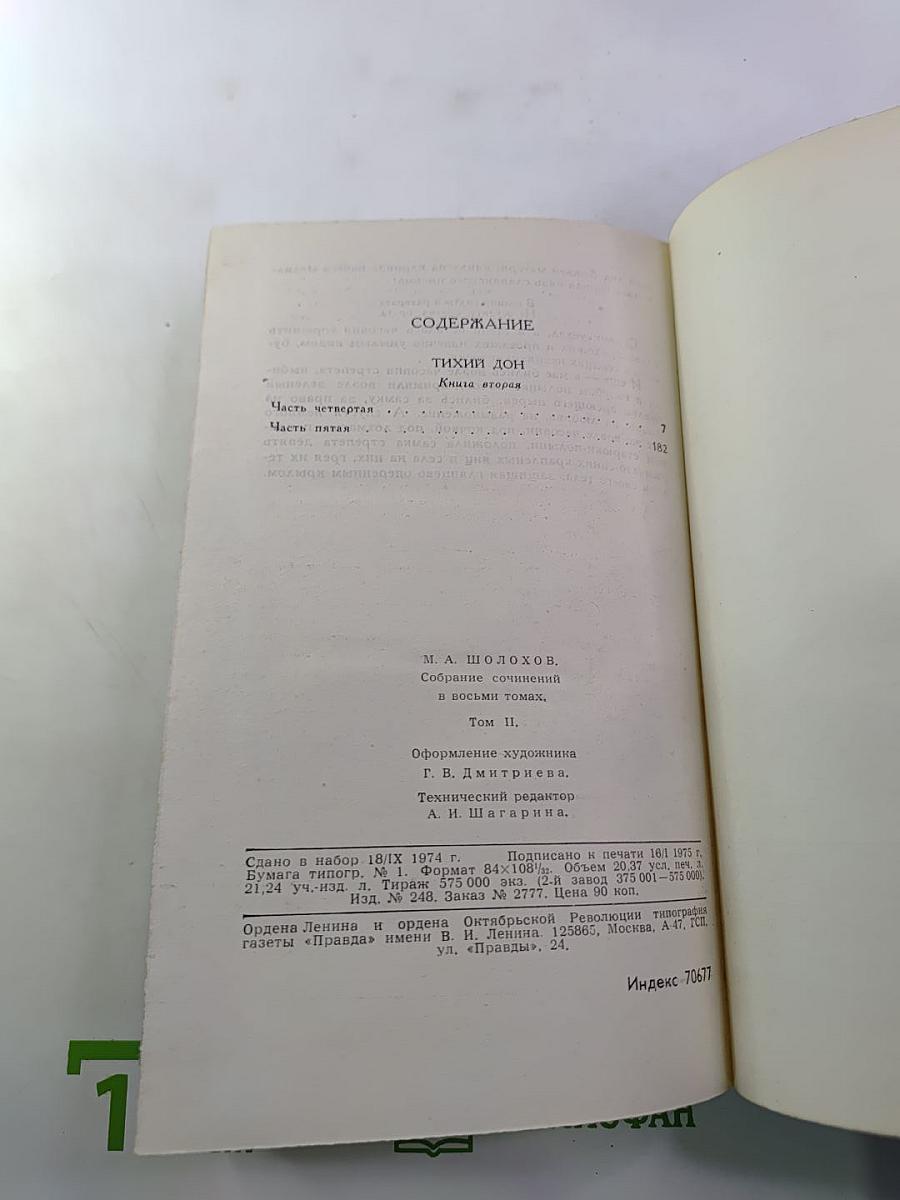 СОДЕРЖАНИЕ
ТИХИЙ ДОН
Книга вторая
Часть четвертая . . . . . . . . . . . . . . . . 7
Часть пятая . . . . . . . . . . . . . . . . . 182
М. А. ШОЛОХОВ.
Собрание сочинений
в восьми томах.
Том II.
Оформление художника
Г. В. Дмитриева.
Технический редактор
А. И. Шагарина.
Сдано в набор 18/IX 1974 г. Подписано к печати 16/I 1975 г.
Бумага типогр. № 1. Формат 84×108¹/₃₂. Объем 20,37 усл. печ. л.
21,24 уч.-изд. л. Тираж 575 000 экз. (2-й завод 375 001—575 000).
Изд. № 248. Заказ № 2777. Цена 90 коп.
Ордена Ленина и ордена Октябрьской Революции типография
газеты «Правда» имени В. И. Ленина. 125865, Москва, А-47, ГСП,
ул. «Правды», 24.
Индекс 70677
1